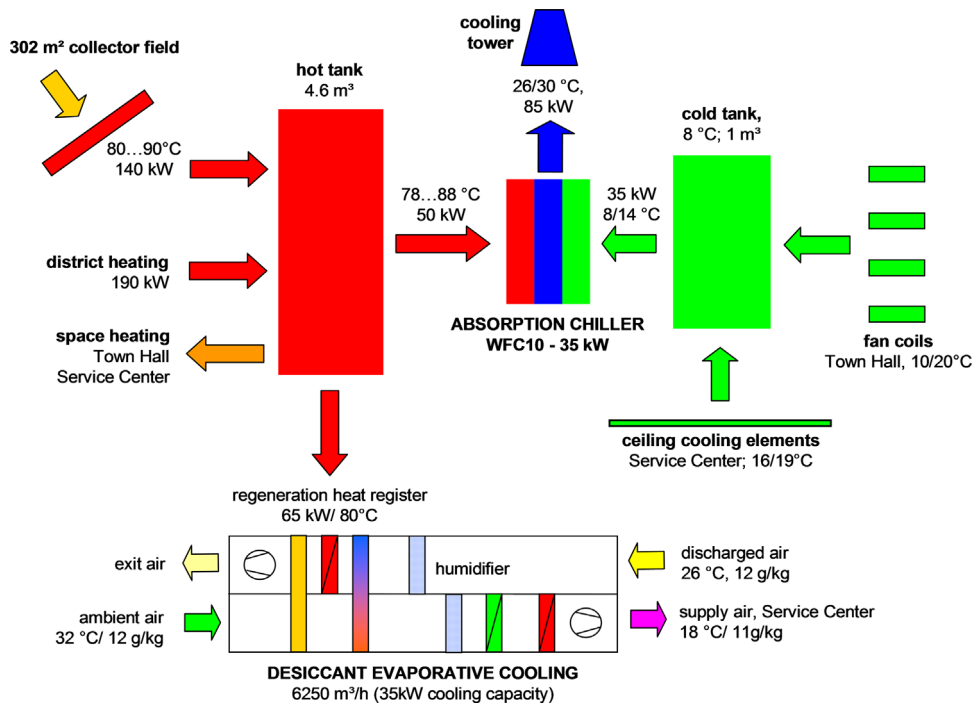 302 m² collector field
80…90°C
140 kW
hot tank
4.6 m³
cooling
tower
26/30 °C,
85 kW
cold tank,
8 °C; 1 m³
78…88 °C
50 kW
35 kW
8/14 °C
district heating
190 kW
space heating
Town Hall
Service Center
ABSORPTION CHILLER
WFC10 - 35 kW
fan coils
Town Hall, 10/20°C
ceiling cooling elements
Service Center; 16/19°C
regeneration heat register
65 kW/ 80°C
exit air
humidifier
discharged air
26 °C, 12 g/kg
ambient air
32 °C/ 12 g/kg
supply air, Service Center
18 °C/ 11g/kg
DESICCANT EVAPORATIVE COOLING
6250 m³/h (35kW cooling capacity)